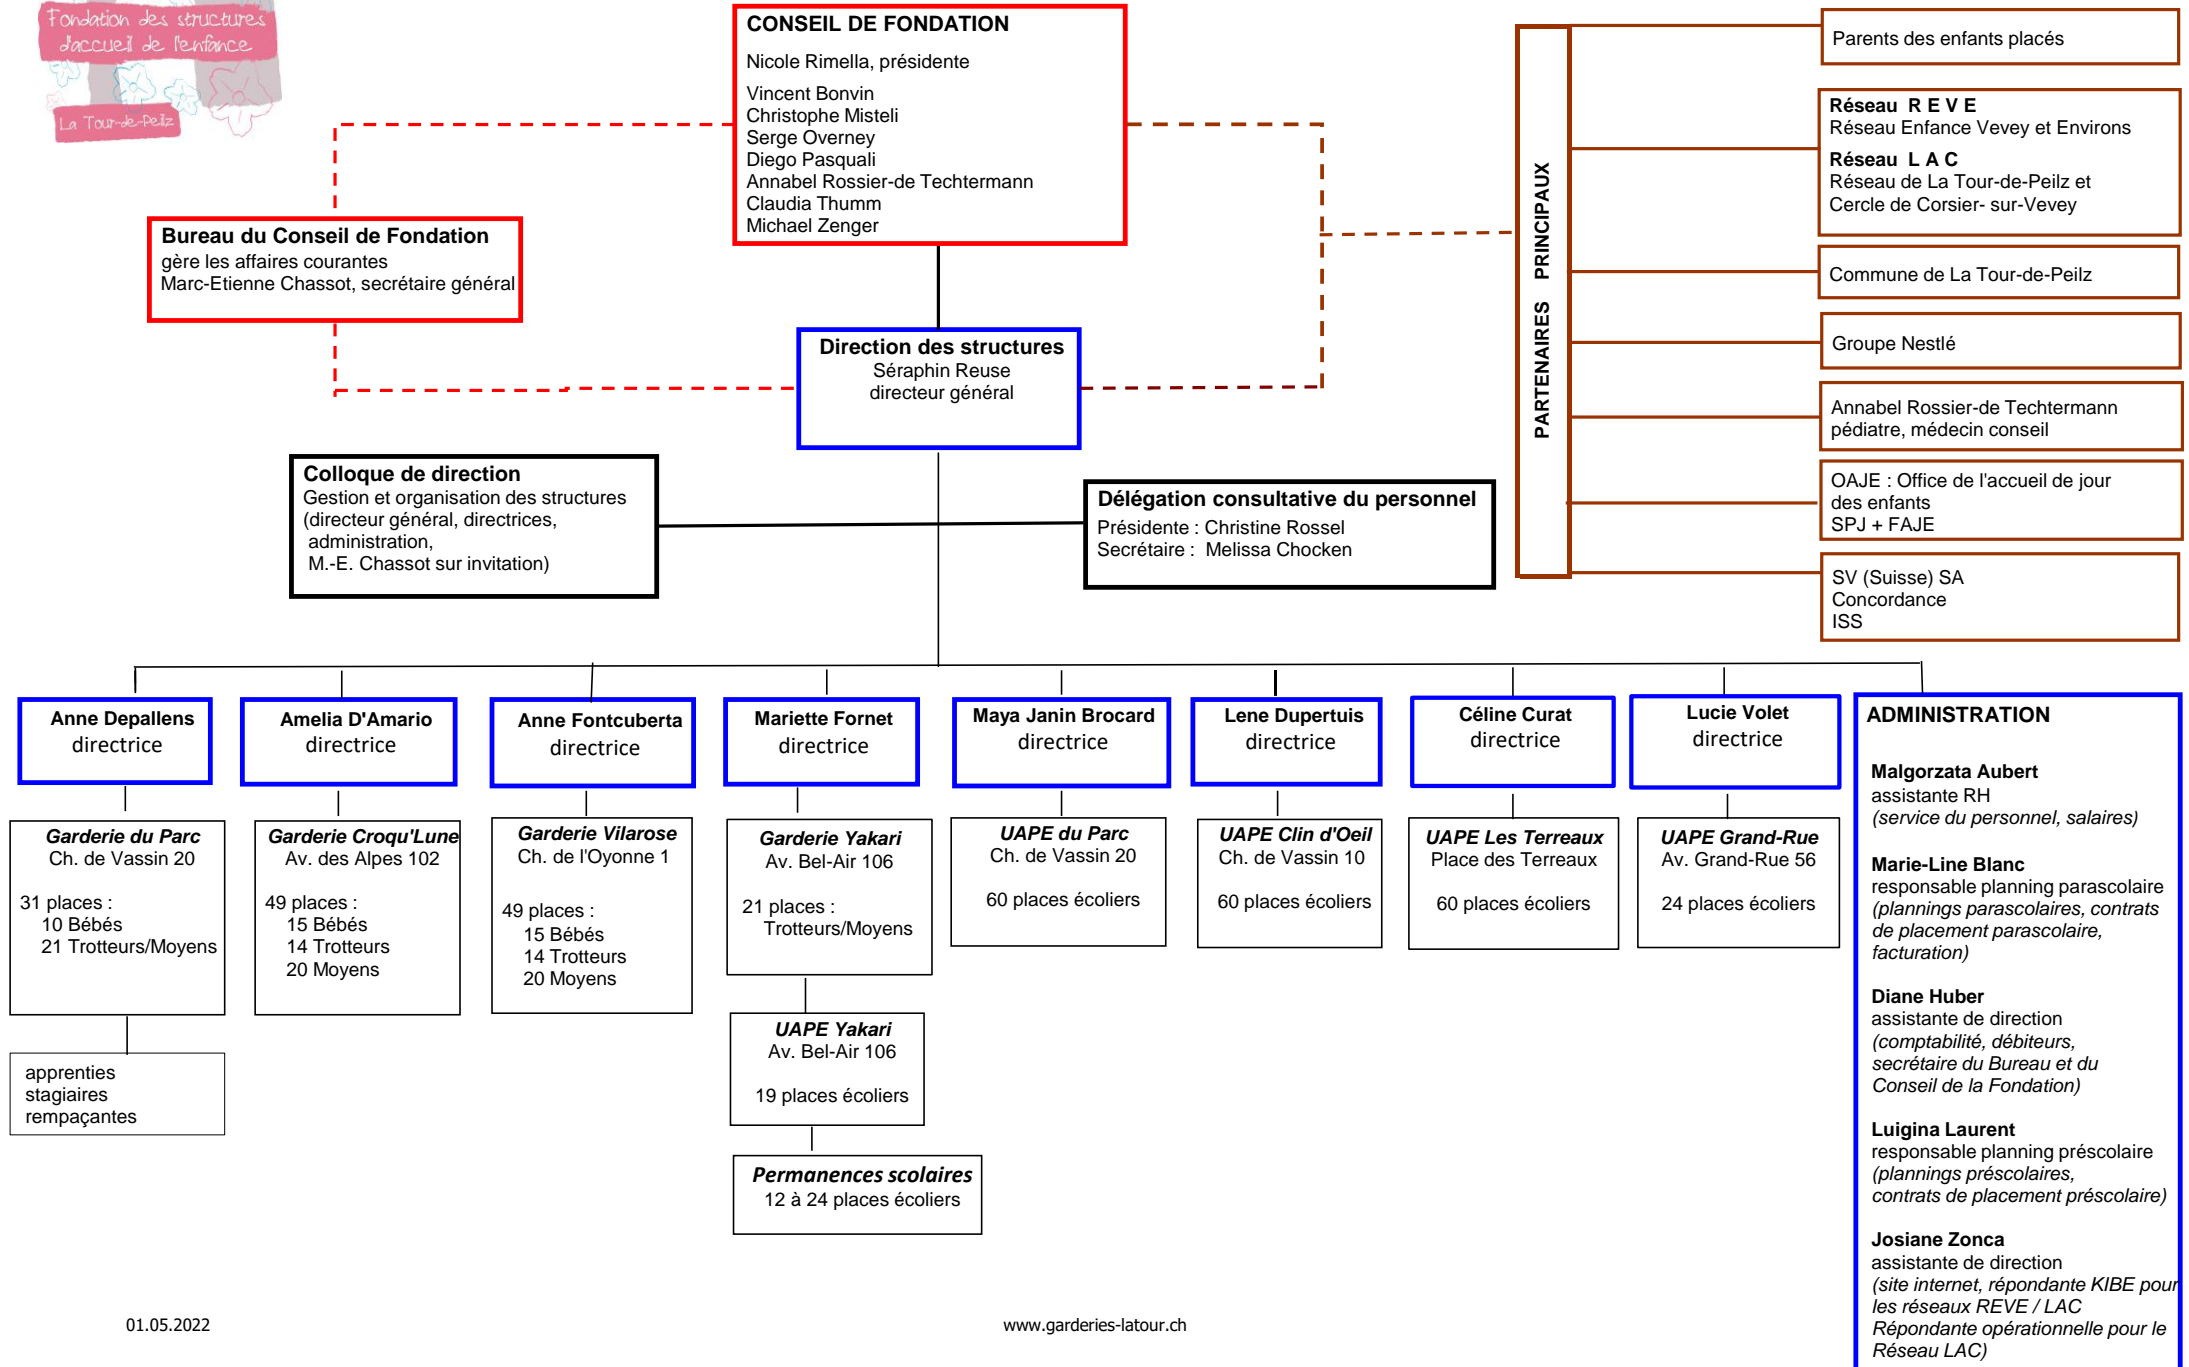 Fondation des structures
d'accueil de l'enfance
La Tour-de-Peilz
CONSEIL DE FONDATION
Nicole Rimella, présidente
Vincent Bonvin
Christophe Misteli
Serge Overney
Diego Pasquali
Annabel Rossier-de Techtermann
Claudia Thumm
Michael Zenger
Bureau du Conseil de Fondation
gère les affaires courantes
Marc-Etienne Chassot, secrétaire général
Direction des structures
Séraphin Reuse
directeur général
Colloque de direction
Gestion et organisation des structures
(directeur général, directrices,
administration,
M.-E. Chassot sur invitation)
Délégation consultative du personnel
Présidente : Christine Rossel
Secrétaire : Melissa Chocken
PARTENAIRES PRINCIPAUX
Parents des enfants placés
Réseau R E V E
Réseau Enfance Vevey et Environs
Réseau L A C
Réseau de La Tour-de-Peilz et
Cercle de Corsier- sur-Vevey
Commune de La Tour-de-Peilz
Groupe Nestlé
Annabel Rossier-de Techtermann
pédiatre, médecin conseil
OAJE : Office de l'accueil de jour
des enfants
SPJ + FAJE
SV (Suisse) SA
Concordance
ISS
Anne Depallens
directrice
Garderie du Parc
Ch. de Vassin 20
31 places :
10 Bébés
21 Trotteurs/Moyens
apprenties
stagiaires
rempaçantes
Amelia D'Amario
directrice
Garderie Croqu'Lune
Av. des Alpes 102
49 places :
15 Bébés
14 Trotteurs
20 Moyens
Anne Fontcuberta
directrice
Garderie Vilarose
Ch. de l'Oyonne 1
49 places :
15 Bébés
14 Trotteurs
20 Moyens
Mariette Fornet
directrice
Garderie Yakari
Av. Bel-Air 106
21 places :
Trotteurs/Moyens
UAPE Yakari
Av. Bel-Air 106
19 places écoliers
Permanences scolaires
12 à 24 places écoliers
Maya Janin Brocard
directrice
UAPE du Parc
Ch. de Vassin 20
60 places écoliers
Lene Dupertuis
directrice
UAPE Clin d'Oeil
Ch. de Vassin 10
60 places écoliers
Céline Curat
directrice
UAPE Les Terreaux
Place des Terreaux
60 places écoliers
Lucie Volet
directrice
UAPE Grand-Rue
Av. Grand-Rue 56
24 places écoliers
ADMINISTRATION
Malgorzata Aubert
assistante RH
(service du personnel, salaires)
Marie-Line Blanc
responsable planning parascolaire
(plannings parascolaires, contrats
de placement parascolaire,
facturation)
Diane Huber
assistante de direction
(comptabilité, débiteurs,
secrétaire du Bureau et du
Conseil de la Fondation)
Luigina Laurent
responsable planning préscolaire
(plannings préscolaires,
contrats de placement préscolaire)
Josiane Zonca
assistante de direction
(site internet, répondante KIBE pour
les réseaux REVE / LAC
Répondante opérationnelle pour le
Réseau LAC)
01.05.2022
www.garderies-latour.ch